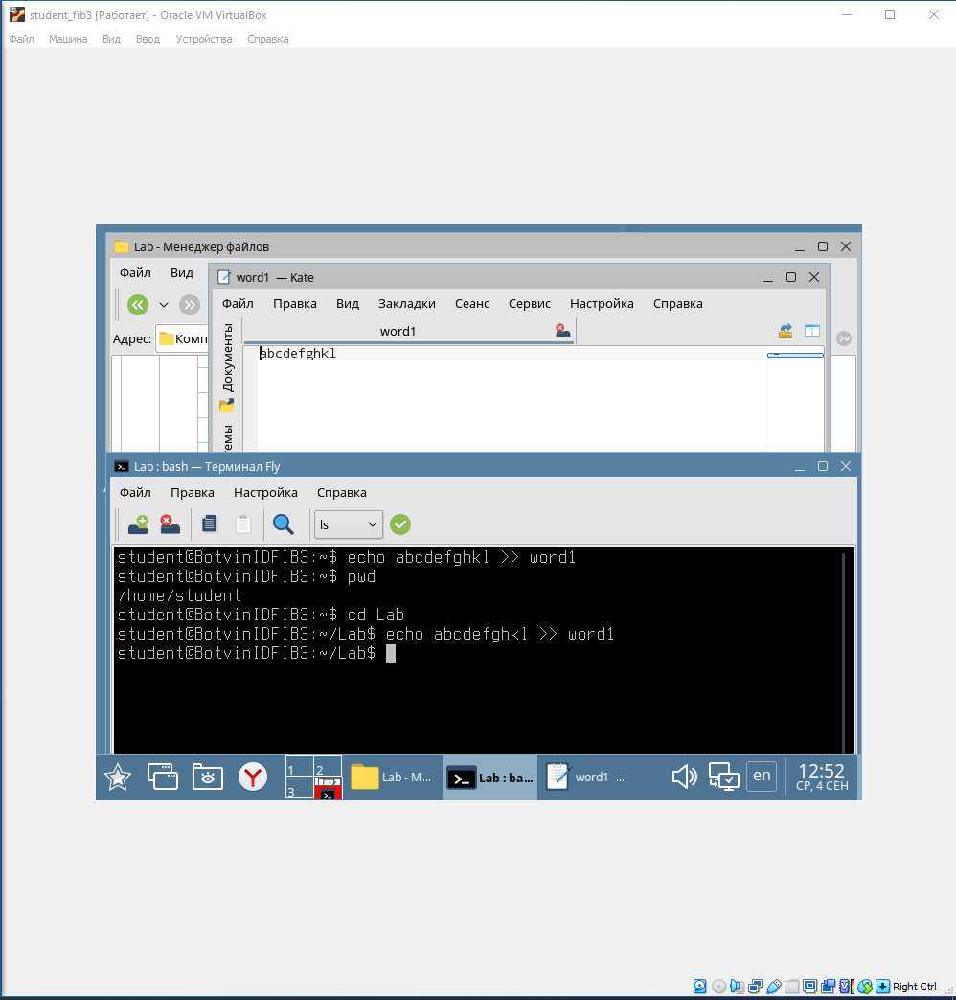 student_fib3 [Работает] - Oracle VM VirtualBox
Файл Машина Вид Ввод Устройства Справка
Lab - Менеджер файлов
Файл Вид
word1 — Kate
Файл Правка Вид Закладки Сеанс Сервис Настройка Справка
Адрес: Комп
Документы
word1
abcdefghkl
темы
Lab : bash — Терминал Fly
Файл Правка Настройка Справка
ls
student@BotvinIDFIB3:~$ echo abcdefghkl >> word1
student@BotvinIDFIB3:~$ pwd
/home/student
student@BotvinIDFIB3:~$ cd Lab
student@BotvinIDFIB3:~/Lab$ echo abcdefghkl >> word1
student@BotvinIDFIB3:~/Lab$
1 2
3
Lab - М...
Lab : ba...
word1 ...
en
12:52
СР, 4 СЕН
Right Ctrl